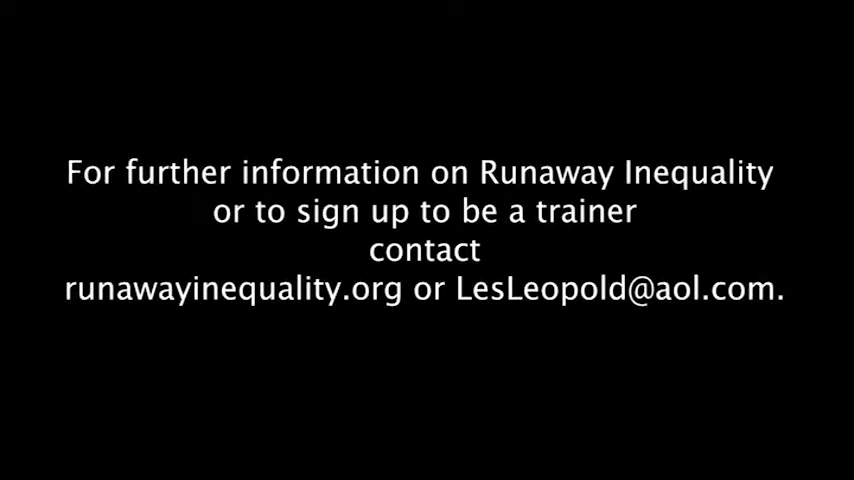 For further information on Runaway Inequality
or to sign up to be a trainer
contact
runawayinequality.org or LesLeopold@aol.com.